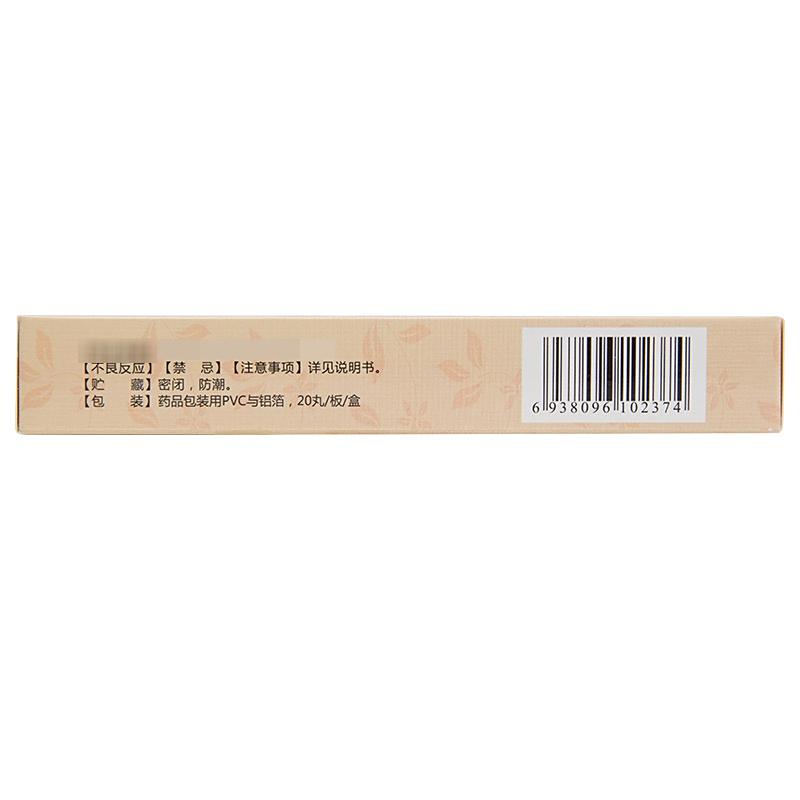 【不良反应】【禁 忌】【注意事项】详见说明书。
【贮 藏】密闭，防潮。
【包 装】药品包装用PVC与铝箔，20丸/板/盒
6 938096 102374